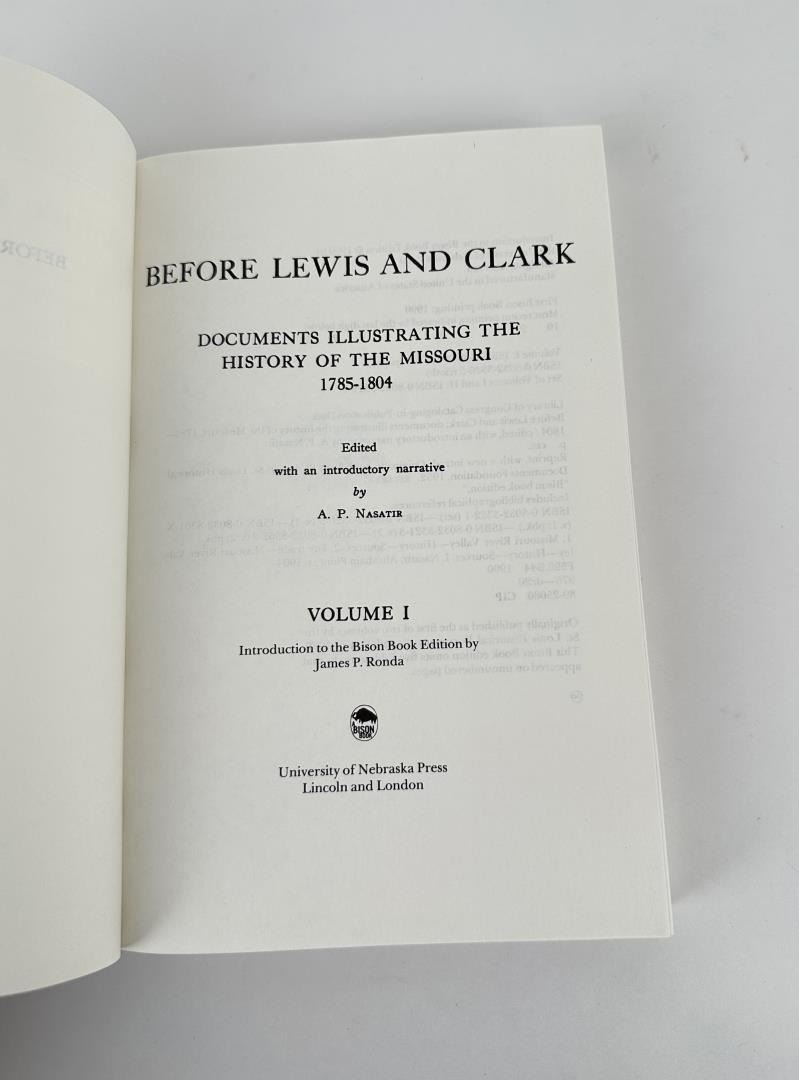 BEFORE LEWIS AND CLARK
DOCUMENTS ILLUSTRATING THE
HISTORY OF THE MISSOURI
1785-1804
Edited
with an introductory narrative
by
A. P. NASATIR
VOLUME I
Introduction to the Bison Book Edition by
James P. Ronda
A
BISON
BOOK
University of Nebraska Press
Lincoln and London